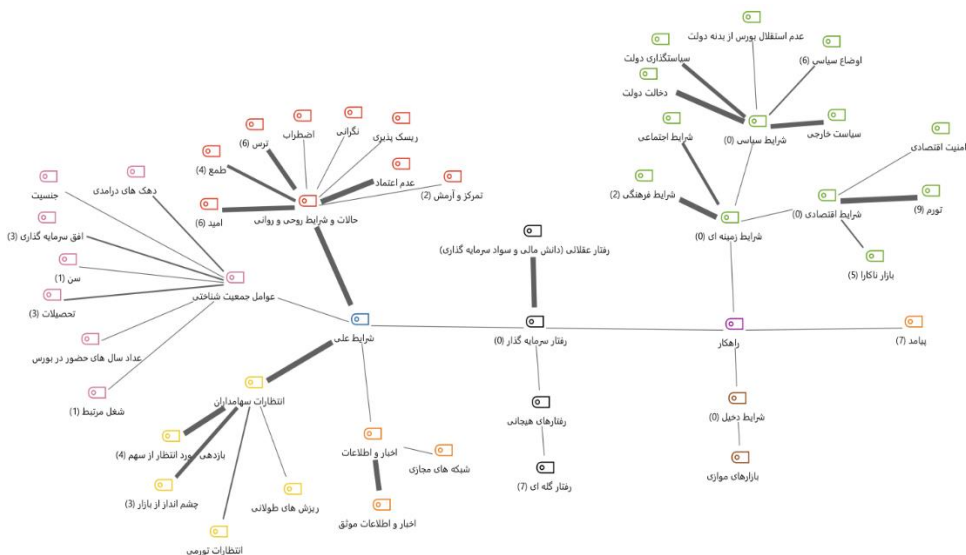 عدم استقلال بورس از بدنه دولت
سیاستگذاری دولت
اوضاع سیاسی (6)
دخالت دولت
سیاست خارجی
شرایط سیاسی (0)
شرایط اجتماعی
امنیت اقتصادی
شرایط فرهنگی (2)
تورم (9)
شرایط اقتصادی (0)
شرایط زمینه ای (0)
بازار ناکارا (5)
ریسک پذیری
نگرانی
اضطراب
ترس (6)
طمع (4)
عدم اعتماد
تمرکز و آرمش (2)
امید (6)
حالات و شرایط روحی و روانی
دهک های درامدی
جنسیت
افق سرمایه گذاری (3)
سن (1)
تحصیلات (3)
عوامل جمعیت شناختی
عداد سال های حضور در بورس
شغل مرتبط (1)
رفتار عقلائی (دانش مالی و سواد سرمایه گذاری)
پیامد (7)
راهکار
رفتار سرمایه گذار (0)
شرایط علی
انتظارات سهامداران
بازدهی مورد انتظار از سهم (4)
چشم انداز از بازار (3)
ریزش های طولانی
انتظارات تورمی
اخبار و اطلاعات
شبکه های مجازی
اخبار و اطلاعات موثق
رفتارهای هیجانی
رفتار گله ای (7)
شرایط دخیل (0)
بازارهای موازی